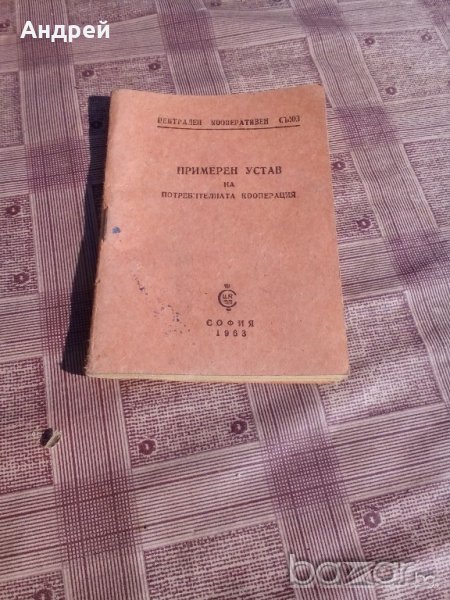 Андрей
ЦЕНТРАЛЕН КООПЕРАТИВЕН СЪЮЗ
ПРИМЕРЕН УСТАВ
НА
ПОТРЕБИТЕЛНАТА КООПЕРАЦИЯ
СОФИЯ
1963
bazar.bg